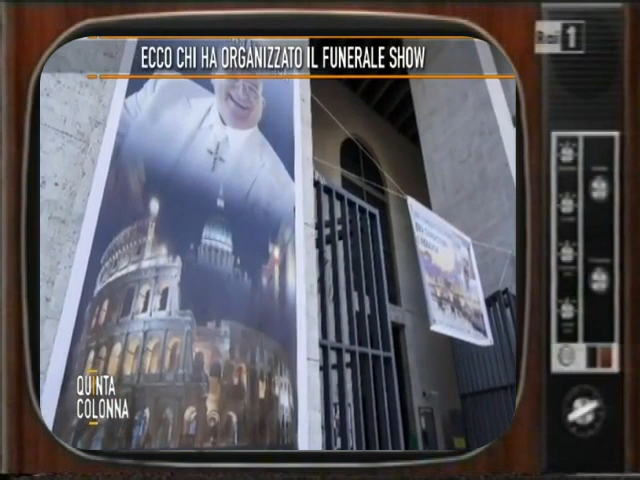 ECCO CHI HA ORGANIZZATO IL FUNERALE SHOW
Rai 1
QUINTA
COLONNA